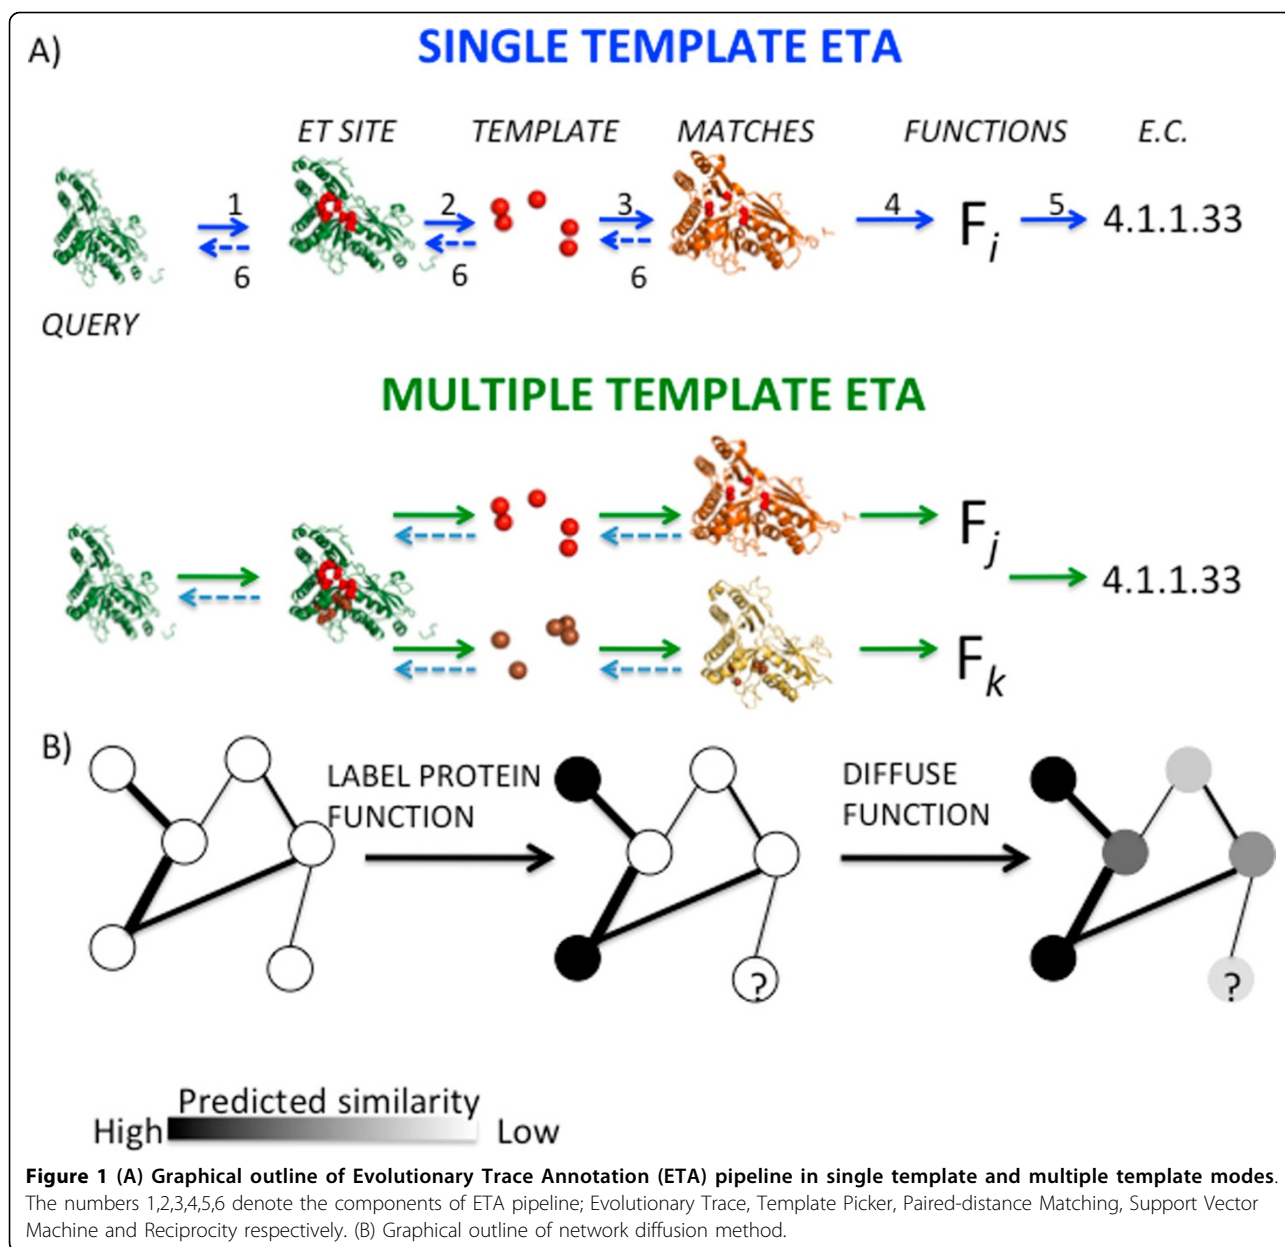 A)
SINGLE TEMPLATE ETA
ET SITE TEMPLATE MATCHES FUNCTIONS E.C.
1 2 3 4 5
F i 4.1.1.33
6 6 6
QUERY
MULTIPLE TEMPLATE ETA
F j
4.1.1.33
F k
B)
LABEL PROTEIN
FUNCTION
DIFFUSE
FUNCTION
? ?
Predicted similarity
High Low
Figure 1 (A) Graphical outline of Evolutionary Trace Annotation (ETA) pipeline in single template and multiple template modes.
The numbers 1,2,3,4,5,6 denote the components of ETA pipeline; Evolutionary Trace, Template Picker, Paired-distance Matching, Support Vector
Machine and Reciprocity respectively. (B) Graphical outline of network diffusion method.